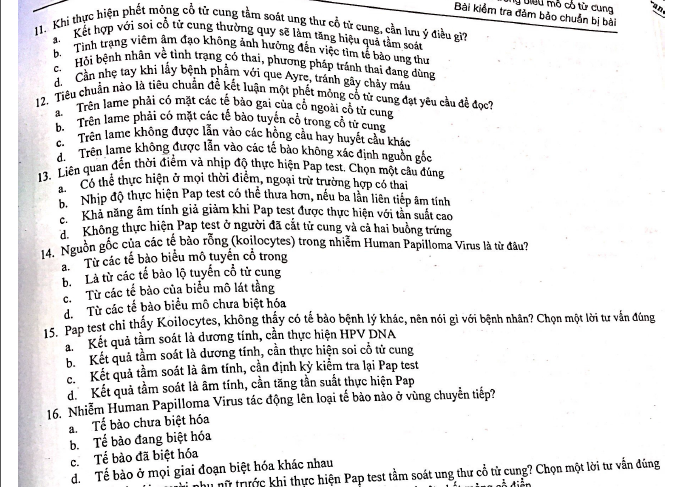 biểu mô cổ tử cung
Bài kiểm tra đảm bảo chuẩn bị bài
11. Khi thực hiện phết mỏng cổ tử cung tầm soát ung thư cổ tử cung, cần lưu ý điều gì?
a. Kết hợp với soi cổ tử cung thường quy sẽ làm tăng hiệu quả tầm soát
b. Tình trạng viêm âm đạo không ảnh hưởng đến việc tìm tế bào ung thư
c. Hỏi bệnh nhân về tình trạng có thai, phương pháp tránh thai đang dùng
d. Cần nhẹ tay khi lấy bệnh phẩm với que Ayre, tránh gây chảy máu
12. Tiêu chuẩn nào là tiêu chuẩn để kết luận một phết mỏng cổ tử cung đạt yêu cầu để đọc?
a. Trên lame phải có mặt các tế bào gai của cổ ngoài cổ tử cung
b. Trên lame phải có mặt các tế bào tuyến cổ trong cổ tử cung
c. Trên lame không được lẫn vào các hồng cầu hay huyết cầu khác
d. Trên lame không được lẫn vào các tế bào không xác định nguồn gốc
13. Liên quan đến thời điểm và nhịp độ thực hiện Pap test. Chọn một câu đúng
a. Có thể thực hiện ở mọi thời điểm, ngoại trừ trường hợp có thai
b. Nhịp độ thực hiện Pap test có thể thưa hơn, nếu ba lần liên tiếp âm tính
c. Khả năng âm tính giả giảm khi Pap test được thực hiện với tần suất cao
d. Không thực hiện Pap test ở người đã cắt tử cung và cả hai buồng trứng
14. Nguồn gốc của các tế bào rỗng (koilocytes) trong nhiễm Human Papilloma Virus là từ đâu?
a. Từ các tế bào biểu mô tuyến cổ trong
b. Là từ các tế bào lộ tuyến cổ tử cung
c. Từ các tế bào của biểu mô lát tầng
d. Từ các tế bào biểu mô chưa biệt hóa
15. Pap test chỉ thấy Koilocytes, không thấy có tế bào bệnh lý khác, nên nói gì với bệnh nhân? Chọn một lời tư vấn đúng
a. Kết quả tầm soát là dương tính, cần thực hiện HPV DNA
b. Kết quả tầm soát là dương tính, cần thực hiện soi cổ tử cung
c. Kết quả tầm soát là âm tính, cần định kỳ kiểm tra lại Pap test
d. Kết quả tầm soát là âm tính, cần tăng tần suất thực hiện Pap
16. Nhiễm Human Papilloma Virus tác động lên loại tế bào nào ở vùng chuyển tiếp?
a. Tế bào chưa biệt hóa
b. Tế bào đang biệt hóa
c. Tế bào đã biệt hóa
d. Tế bào ở mọi giai đoạn biệt hóa khác nhau
phụ nữ trước khi thực hiện Pap test tầm soát ung thư cổ tử cung? Chọn một lời tư vấn đúng